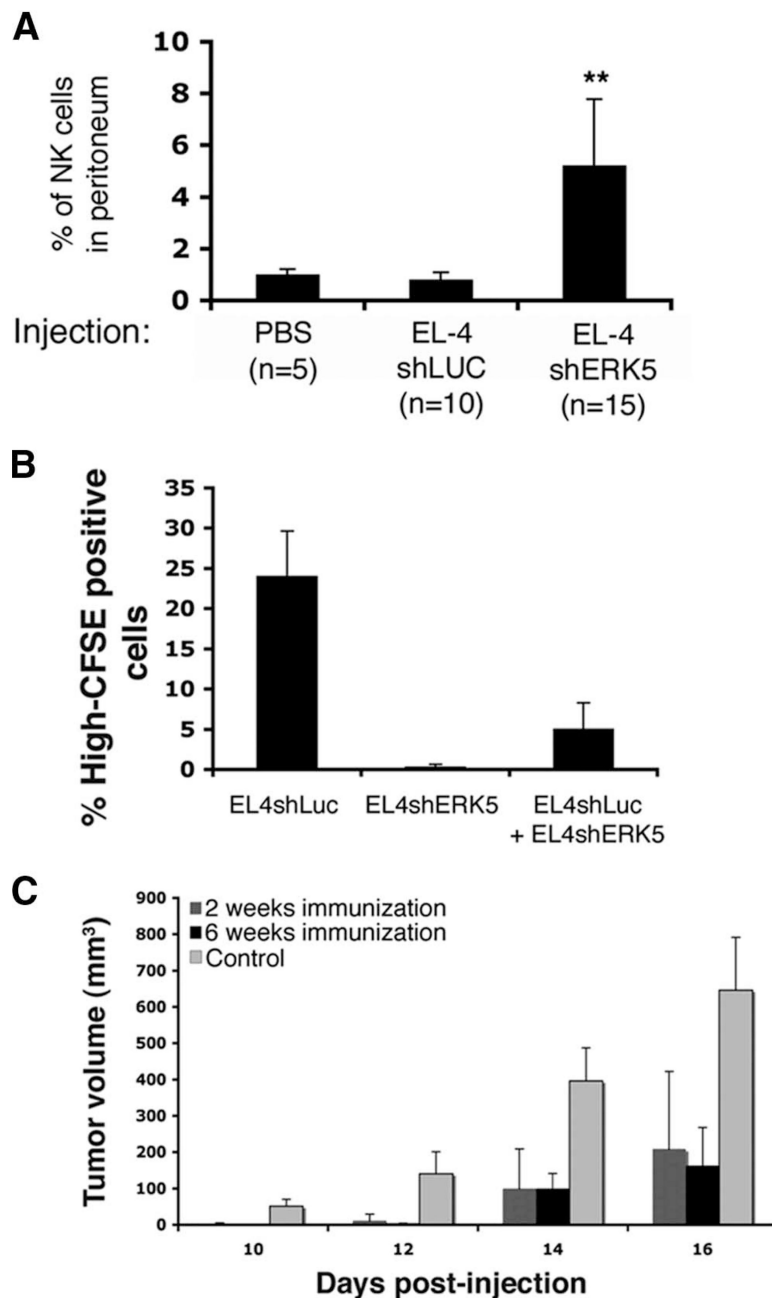 A
% of NK cells
in peritoneum
10
8
6
4
2
0
**
Injection:
PBS
(n=5)
EL-4
shLUC
(n=10)
EL-4
shERK5
(n=15)
B
% High-CFSE positive
cells
35
30
25
20
15
10
5
0
EL4shLuc
EL4shERK5
EL4shLuc
+ EL4shERK5
C
Tumor volume (mm³)
900
800
700
600
500
400
300
200
100
0
2 weeks immunization
6 weeks immunization
Control
10
12
14
16
Days post-injection